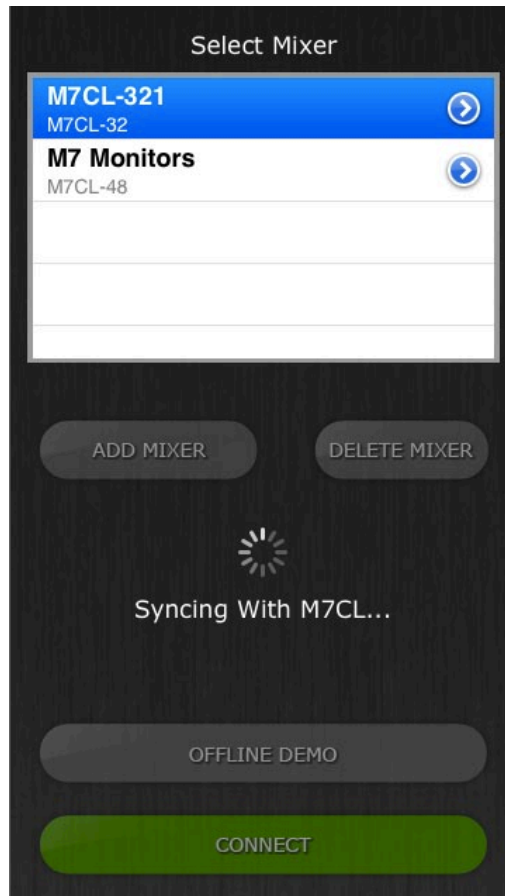 Select Mixer
M7CL-321
M7CL-32
M7 Monitors
M7CL-48
ADD MIXER
DELETE MIXER
Syncing With M7CL...
OFFLINE DEMO
CONNECT